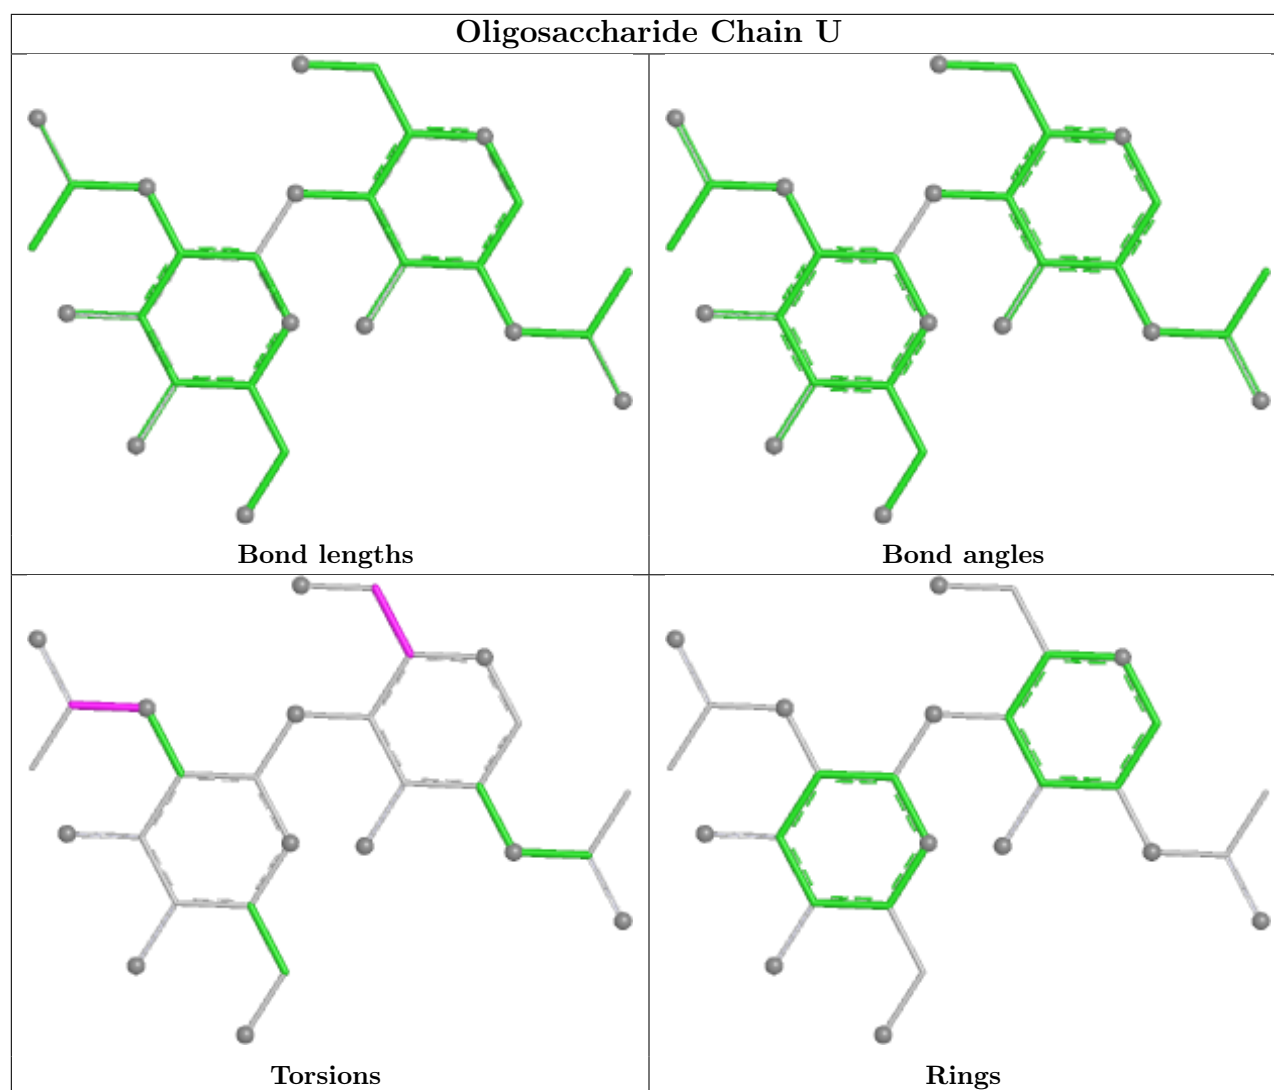 Oligosaccharide Chain U
Bond lengths
Bond angles
Torsions
Rings